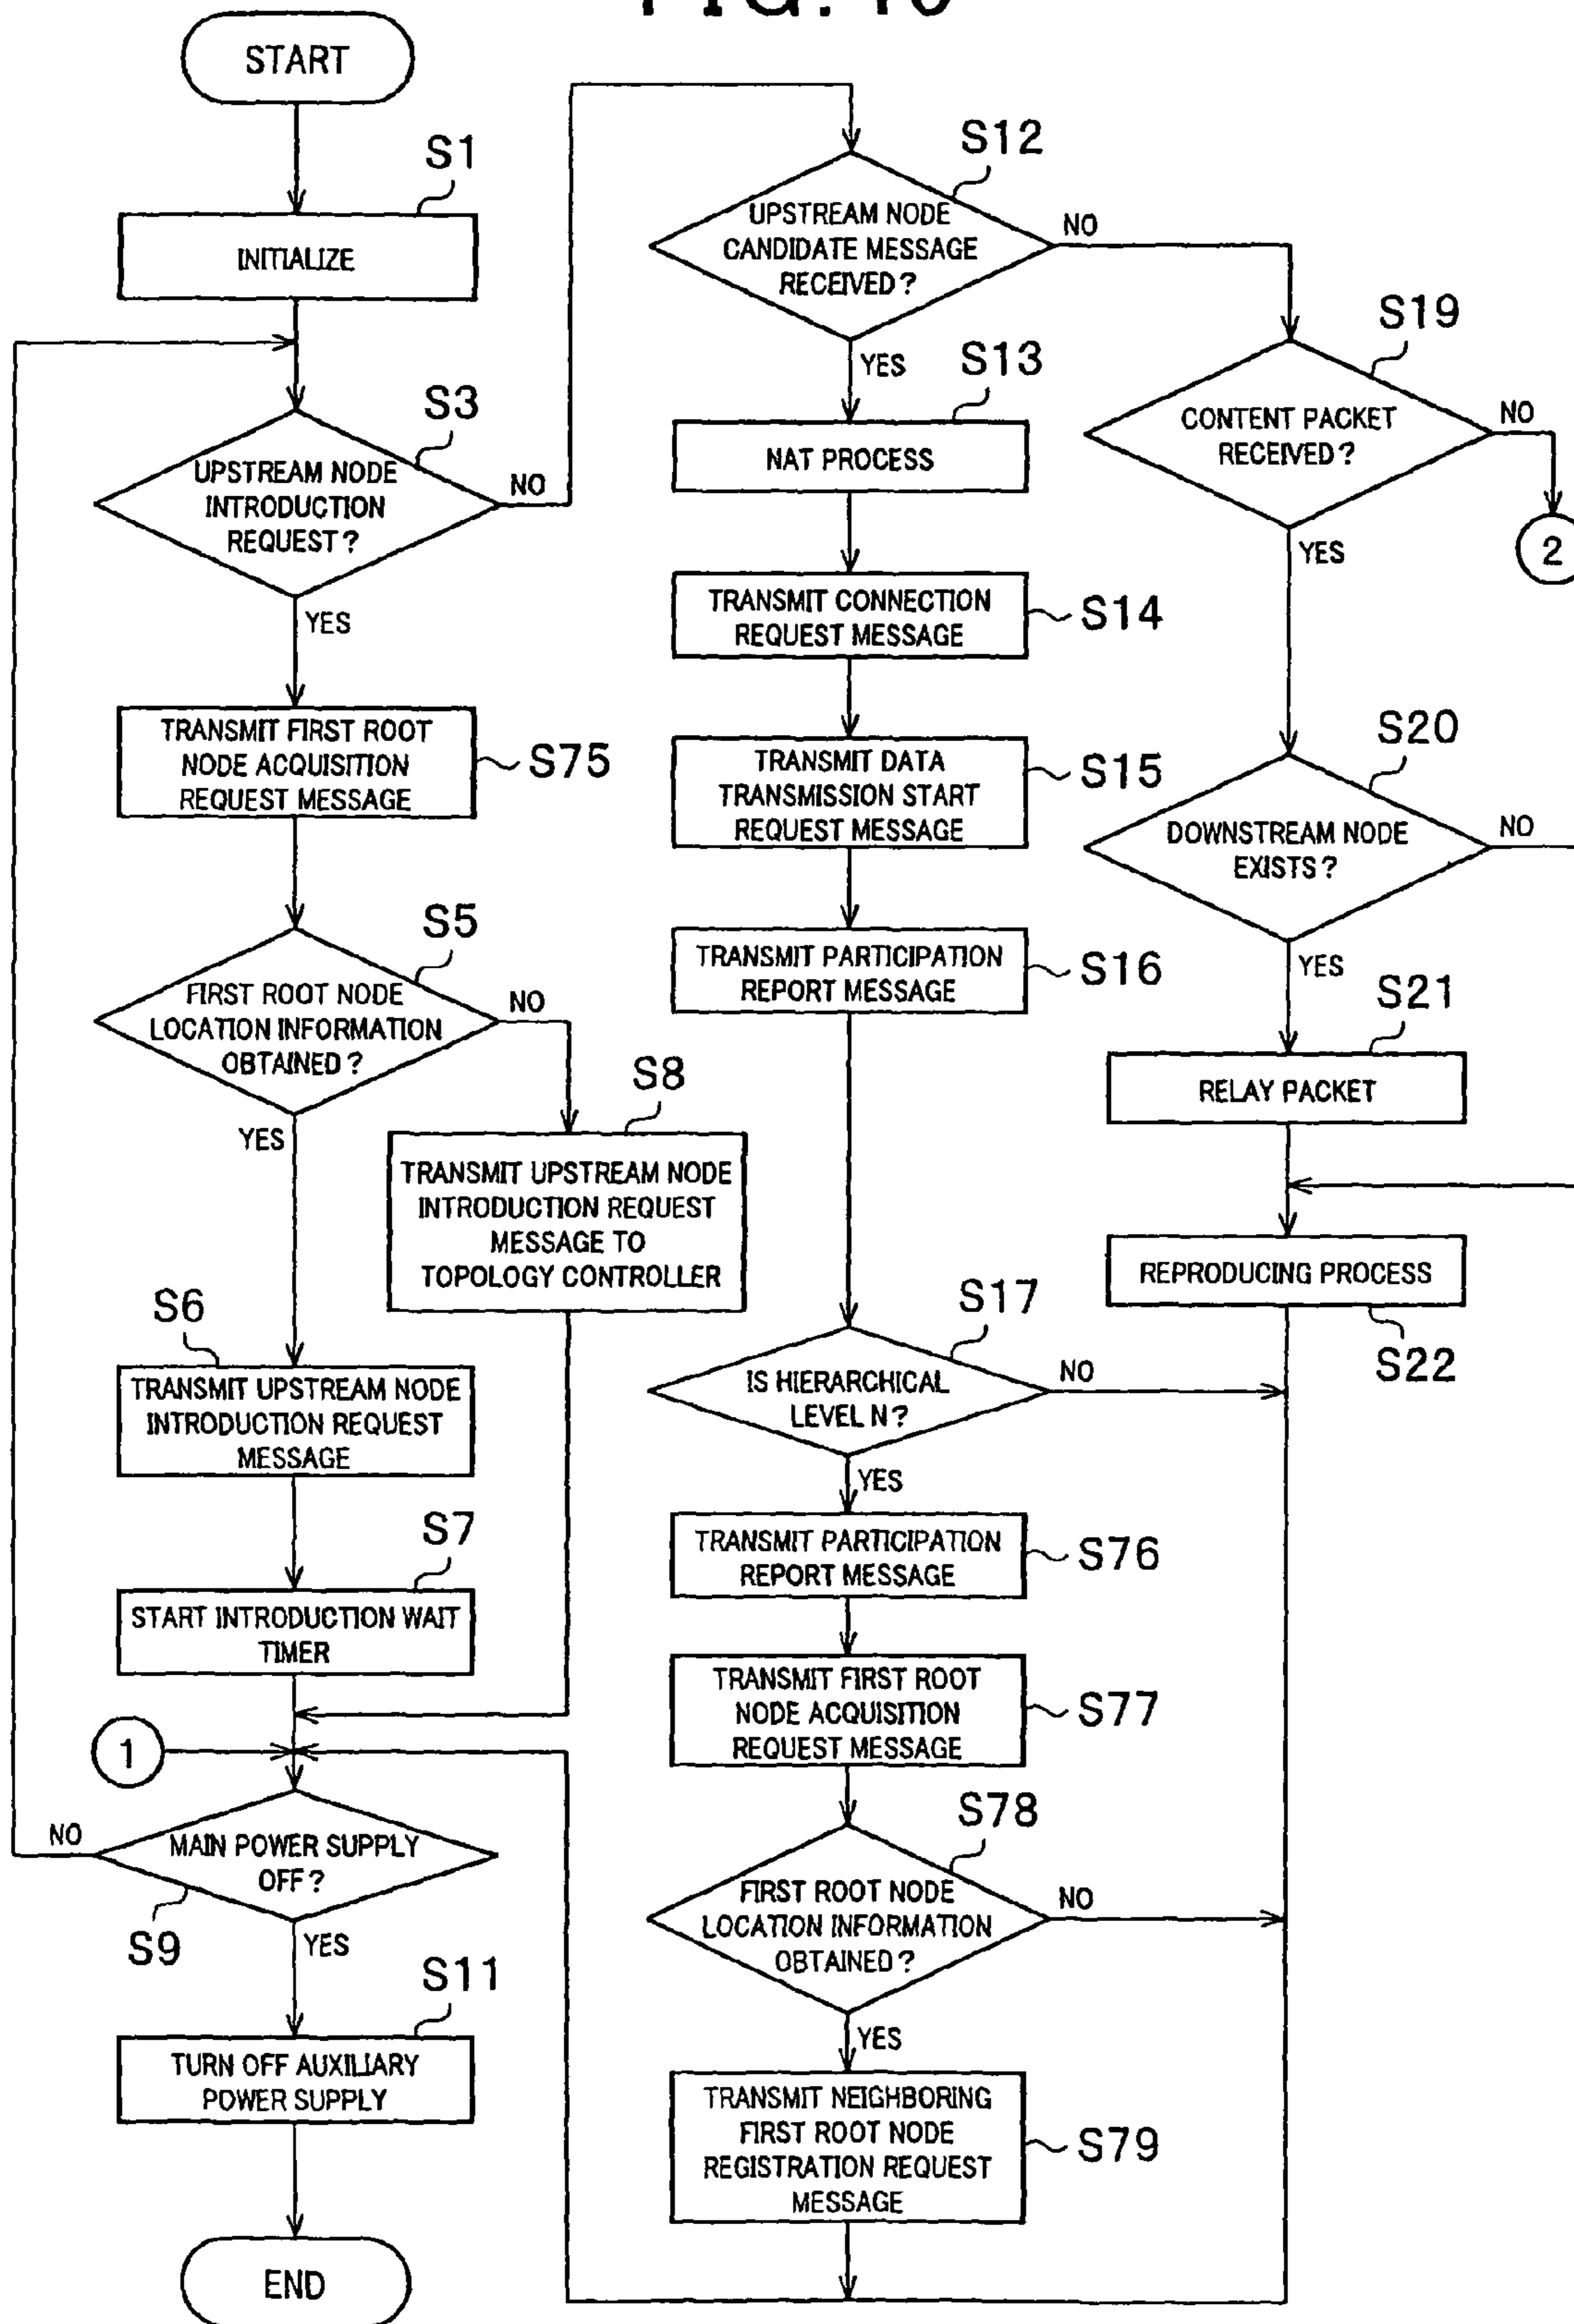 START
S1
INITIALIZE
S3
UPSTREAM NODE
INTRODUCTION
REQUEST?
NO
YES
TRANSMIT FIRST ROOT
NODE ACQUISITION
REQUEST MESSAGE
S75
S5
FIRST ROOT NODE
LOCATION INFORMATION
OBTAINED?
NO
YES
S8
TRANSMIT UPSTREAM NODE
INTRODUCTION REQUEST
MESSAGE TO
TOPOLOGY CONTROLLER
S6
TRANSMIT UPSTREAM NODE
INTRODUCTION REQUEST
MESSAGE
S7
START INTRODUCTION WAIT
TIMER
1
MAIN POWER SUPPLY
OFF?
NO
S9
YES
S11
TURN OFF AUXILIARY
POWER SUPPLY
END
S12
UPSTREAM NODE
CANDIDATE MESSAGE
RECEIVED?
NO
YES
S13
NAT PROCESS
TRANSMIT CONNECTION
REQUEST MESSAGE
S14
TRANSMIT DATA
TRANSMISSION START
REQUEST MESSAGE
S15
TRANSMIT PARTICIPATION
REPORT MESSAGE
S16
S17
IS HIERARCHICAL
LEVEL N?
NO
YES
TRANSMIT PARTICIPATION
REPORT MESSAGE
S76
TRANSMIT FIRST ROOT
NODE ACQUISITION
REQUEST MESSAGE
S77
S78
FIRST ROOT NODE
LOCATION INFORMATION
OBTAINED?
NO
YES
TRANSMIT NEIGHBORING
FIRST ROOT NODE
REGISTRATION REQUEST
MESSAGE
S79
S19
CONTENT PACKET
RECEIVED?
NO
2
YES
S20
DOWNSTREAM NODE
EXISTS?
NO
YES
S21
RELAY PACKET
REPRODUCING PROCESS
S22